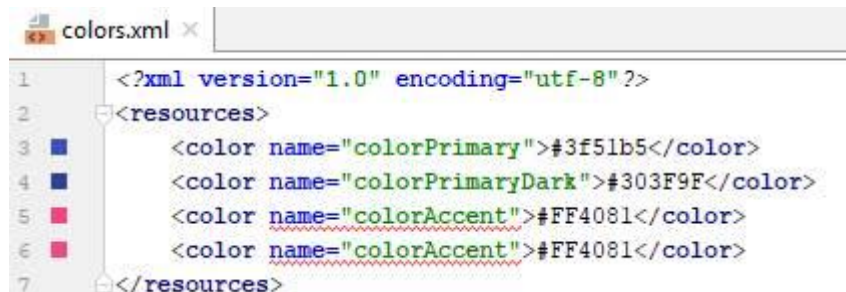 colors.xml
1 <?xml version="1.0" encoding="utf-8"?>
2 <resources>
3 <color name="colorPrimary">#3f51b5</color>
4 <color name="colorPrimaryDark">#303F9F</color>
5 <color name="colorAccent">#FF4081</color>
6 <color name="colorAccent">#FF4081</color>
7 </resources>